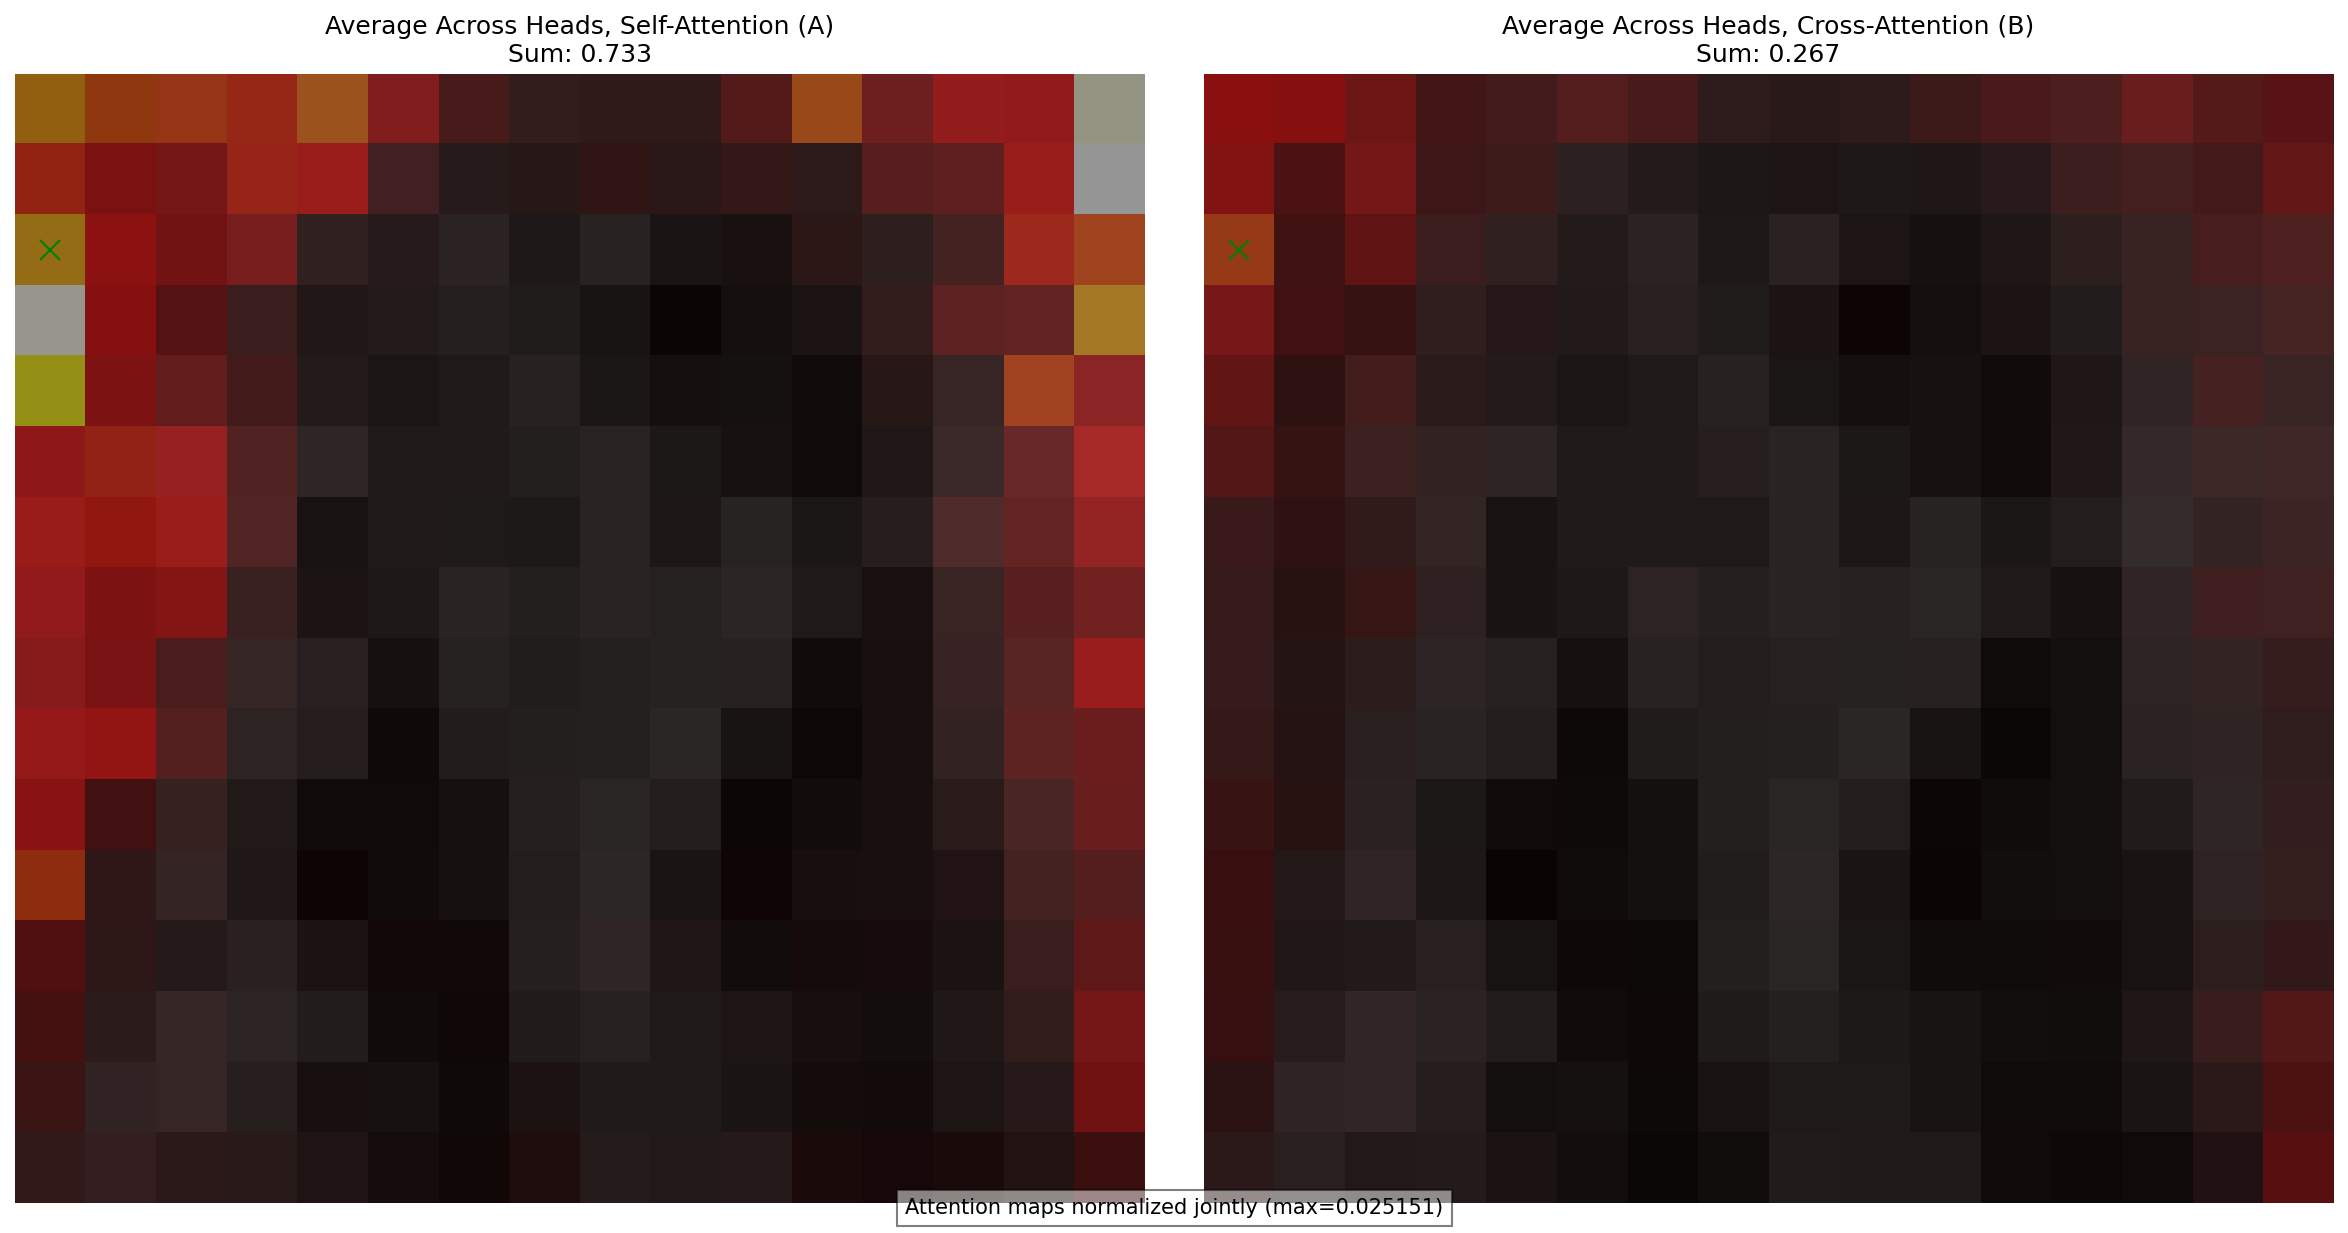 Average Across Heads, Self-Attention (A)
Sum: 0.733
Average Across Heads, Cross-Attention (B)
Sum: 0.267
Attention maps normalized jointly (max=0.025151)